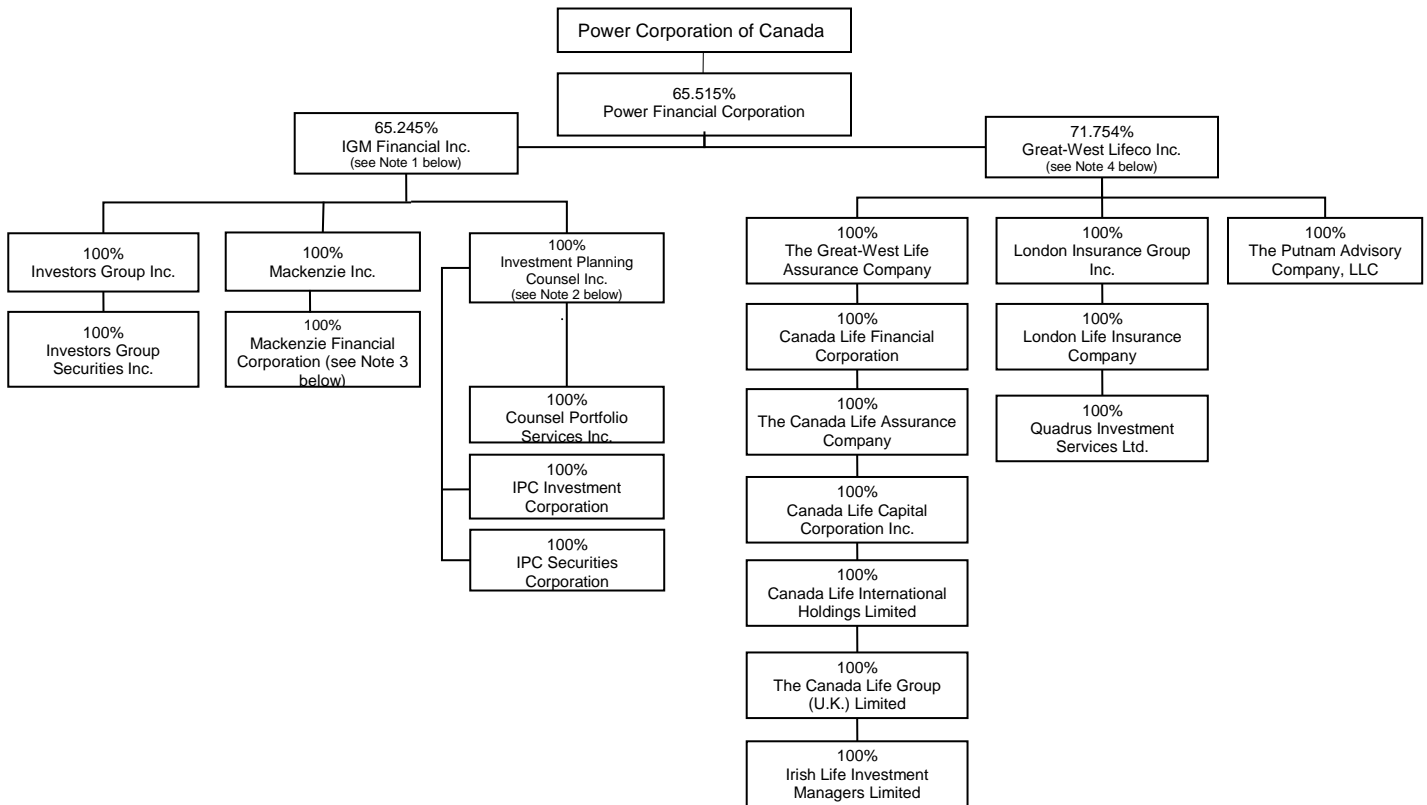 Power Corporation of Canada
65.515%
Power Financial Corporation
65.245%
IGM Financial Inc.
(see Note 1 below)
71.754%
Great-West Lifeco Inc.
(see Note 4 below)
100%
Investors Group Inc.
100%
Investors Group
Securities Inc.
100%
Mackenzie Inc.
100%
Mackenzie Financial
Corporation (see Note 3
below)
100%
Investment Planning
Counsel Inc.
(see Note 2 below)
.
100%
Counsel Portfolio
Services Inc.
100%
IPC Investment
Corporation
100%
IPC Securities
Corporation
100%
The Great-West Life
Assurance Company
100%
Canada Life Financial
Corporation
100%
The Canada Life Assurance
Company
100%
Canada Life Capital
Corporation Inc.
100%
Canada Life International
Holdings Limited
100%
The Canada Life Group
(U.K.) Limited
100%
Irish Life Investment
Managers Limited
100%
London Insurance Group
Inc.
100%
London Life Insurance
Company
100%
Quadrus Investment
Services Ltd.
100%
The Putnam Advisory
Company, LLC